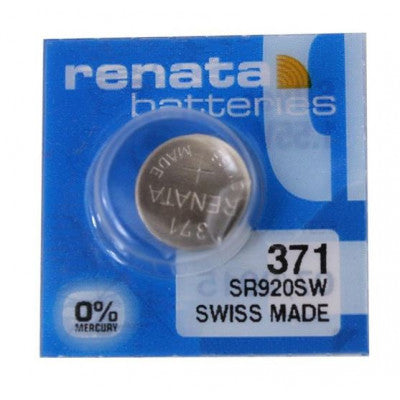 renata
batteries
MADE
+
RENATA
371
371
SR920SW
SWISS MADE
0%
MERCURY